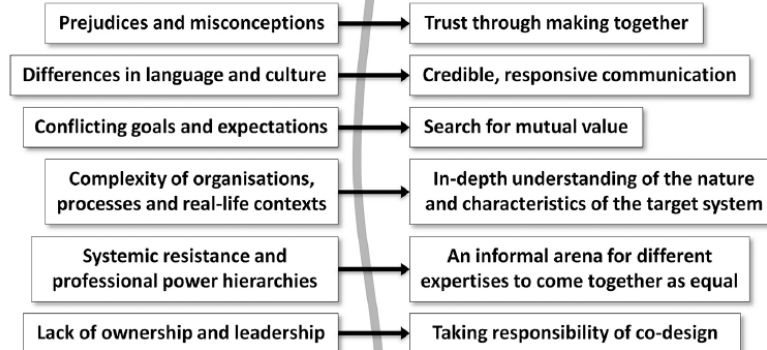 Prejudices and misconceptions
Trust through making together
Differences in language and culture
Credible, responsive communication
Conflicting goals and expectations
Search for mutual value
Complexity of organisations,
processes and real-life contexts
In-depth understanding of the nature
and characteristics of the target system
Systemic resistance and
professional power hierarchies
An informal arena for different
expertises to come together as equal
Lack of ownership and leadership
Taking responsibility of co-design